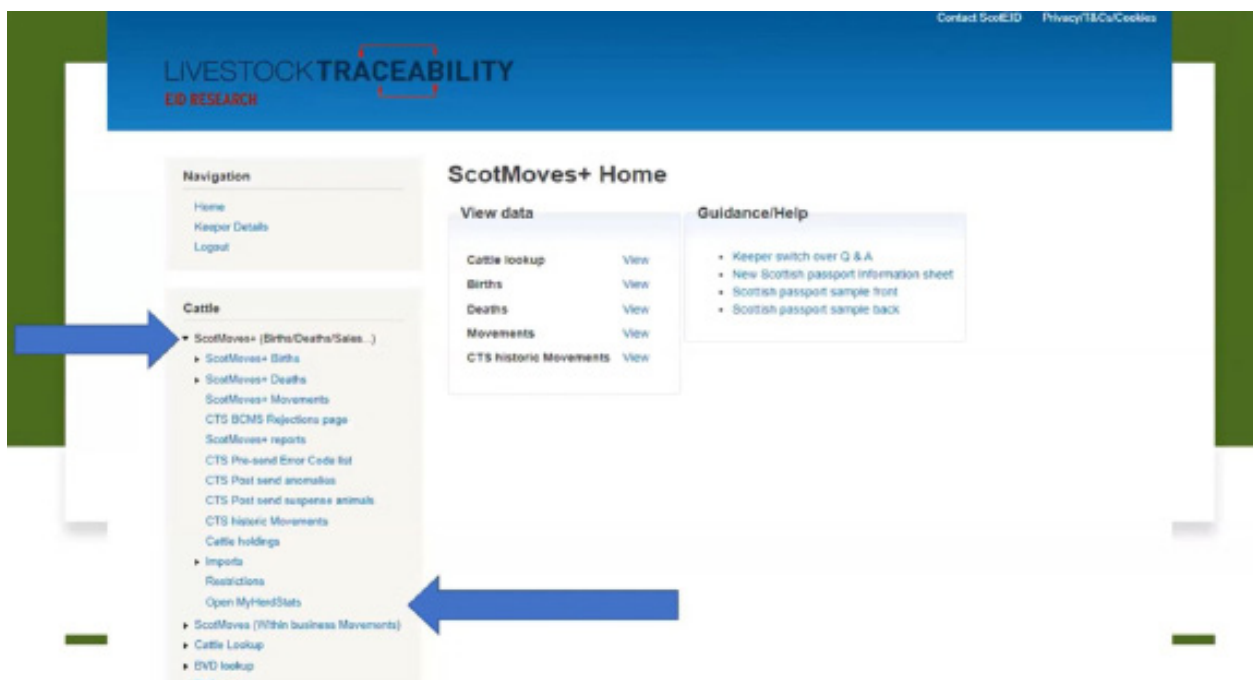 Contact ScotEID Privacy/T&Cs/Cookies
LIVESTOCKTRACEABILITY
EID RESEARCH
Navigation
Home
Keeper Details
Logout
Cattle
ScotMoves+ (Births/Deaths/Sales...)
ScotMoves+ Births
ScotMoves+ Deaths
ScotMoves+ Movements
CTS BCMS Rejections page
ScotMoves+ reports
CTS Pre-send Error Code list
CTS Post send anomalies
CTS Post send suspense animals
CTS historic Movements
Cattle holdings
Imports
Restrictions
Open MyHerdStats
ScotMoves (Within business Movements)
Cattle Lookup
BVD lookup
ScotMoves+ Home
View data
Cattle lookup View
Births View
Deaths View
Movements View
CTS historic Movements View
Guidance/Help
Keeper switch over Q & A
New Scottish passport information sheet
Scottish passport sample front
Scottish passport sample back